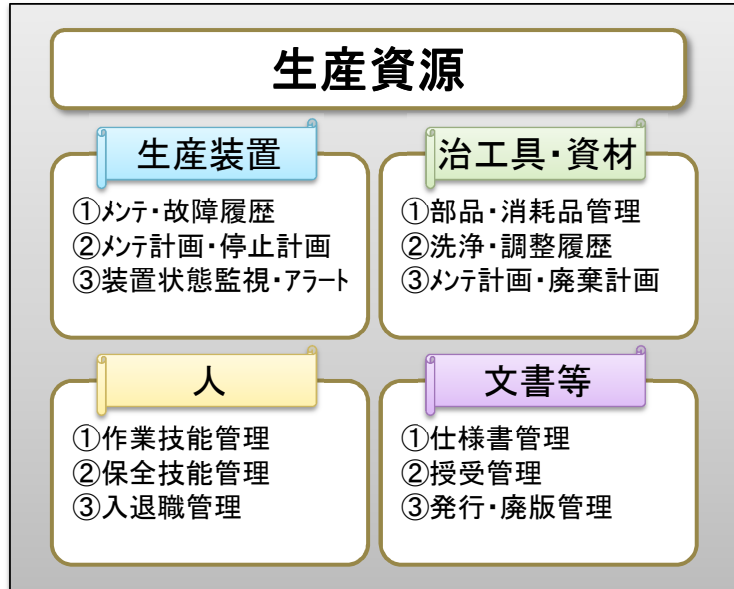 生産資源
生産装置
①ﾒﾝﾃ・故障履歴
②ﾒﾝﾃ計画・停止計画
③装置状態監視・ｱﾗｰﾄ
治工具・資材
①部品・消耗品管理
②洗浄・調整履歴
③ﾒﾝﾃ計画・廃棄計画
人
①作業技能管理
②保全技能管理
③入退職管理
文書等
①仕様書管理
②授受管理
③発行・廃版管理